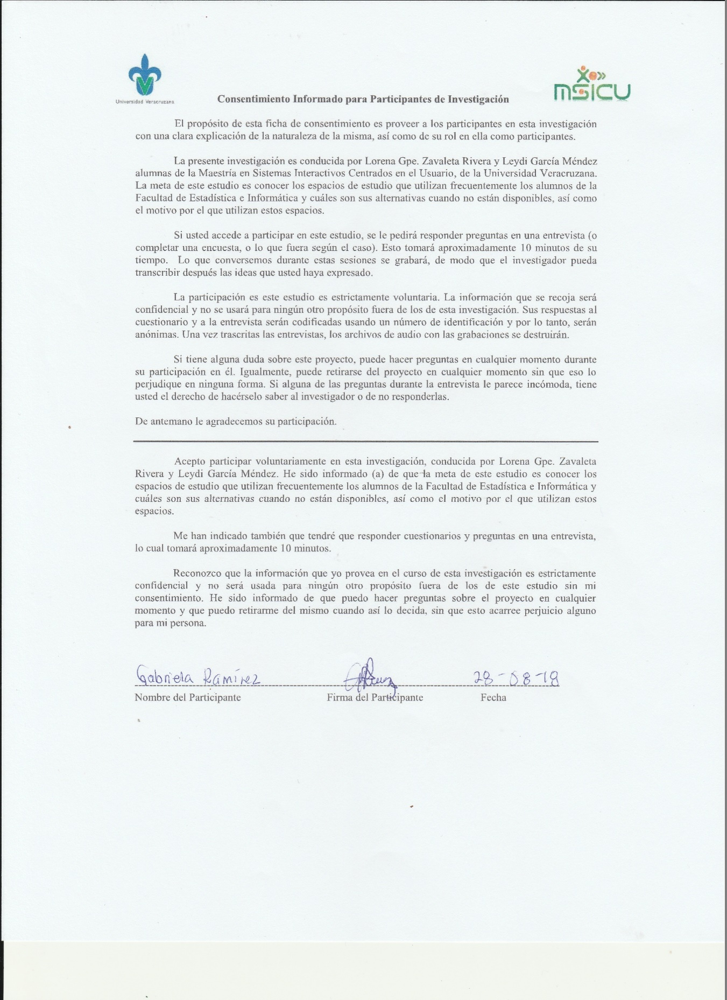 Universidad Veracruzana
MSICU
Consentimiento Informado para Participantes de Investigación
El propósito de esta ficha de consentimiento es proveer a los participantes en esta investigación
con una clara explicación de la naturaleza de la misma, así como de su rol en ella como participantes.
La presente investigación es conducida por Lorena Gpe. Zavaleta Rivera y Leydi García Méndez
alumnas de la Maestría en Sistemas Interactivos Centrados en el Usuario, de la Universidad Veracruzana.
La meta de este estudio es conocer los espacios de estudio que utilizan frecuentemente los alumnos de la
Facultad de Estadística e Informática y cuáles son sus alternativas cuando no están disponibles, así como
el motivo por el que utilizan estos espacios.
Si usted accede a participar en este estudio, se le pedirá responder preguntas en una entrevista (o
completar una encuesta, o lo que fuera según el caso). Esto tomará aproximadamente 10 minutos de su
tiempo. Lo que conversemos durante estas sesiones se grabará, de modo que el investigador pueda
transcribir después las ideas que usted haya expresado.
La participación es este estudio es estrictamente voluntaria. La información que se recoja será
confidencial y no se usará para ningún otro propósito fuera de los de esta investigación. Sus respuestas al
cuestionario y a la entrevista serán codificadas usando un número de identificación y por lo tanto, serán
anónimas. Una vez trascritas las entrevistas, los archivos de audio con las grabaciones se destruirán.
Si tiene alguna duda sobre este proyecto, puede hacer preguntas en cualquier momento durante
su participación en él. Igualmente, puede retirarse del proyecto en cualquier momento sin que eso lo
perjudique en ninguna forma. Si alguna de las preguntas durante la entrevista le parece incómoda, tiene
usted el derecho de hacérselo saber al investigador o de no responderlas.
De antemano le agradecemos su participación.
Acepto participar voluntariamente en esta investigación, conducida por Lorena Gpe. Zavaleta
Rivera y Leydi García Méndez. He sido informado (a) de que la meta de este estudio es conocer los
espacios de estudio que utilizan frecuentemente los alumnos de la Facultad de Estadística e Informática y
cuáles son sus alternativas cuando no están disponibles, así como el motivo por el que utilizan estos
espacios.
Me han indicado también que tendré que responder cuestionarios y preguntas en una entrevista,
lo cual tomará aproximadamente 10 minutos.
Reconozco que la información que yo provea en el curso de esta investigación es estrictamente
confidencial y no será usada para ningún otro propósito fuera de los de este estudio sin mi
consentimiento. He sido informado de que puedo hacer preguntas sobre el proyecto en cualquier
momento y que puedo retirarme del mismo cuando así lo decida, sin que esto acarree perjuicio alguno
para mi persona.
Gabriela Ramírez 28-08-18
Nombre del Participante Firma del Participante Fecha